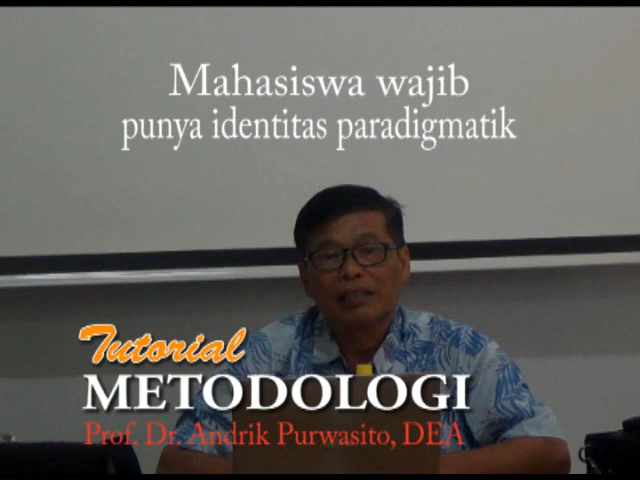 Mahasiswa wajib
punya identitas paradigmatik
Tutorial
METODOLOGI
Prof. Dr. Andrik Purwasito, DEA